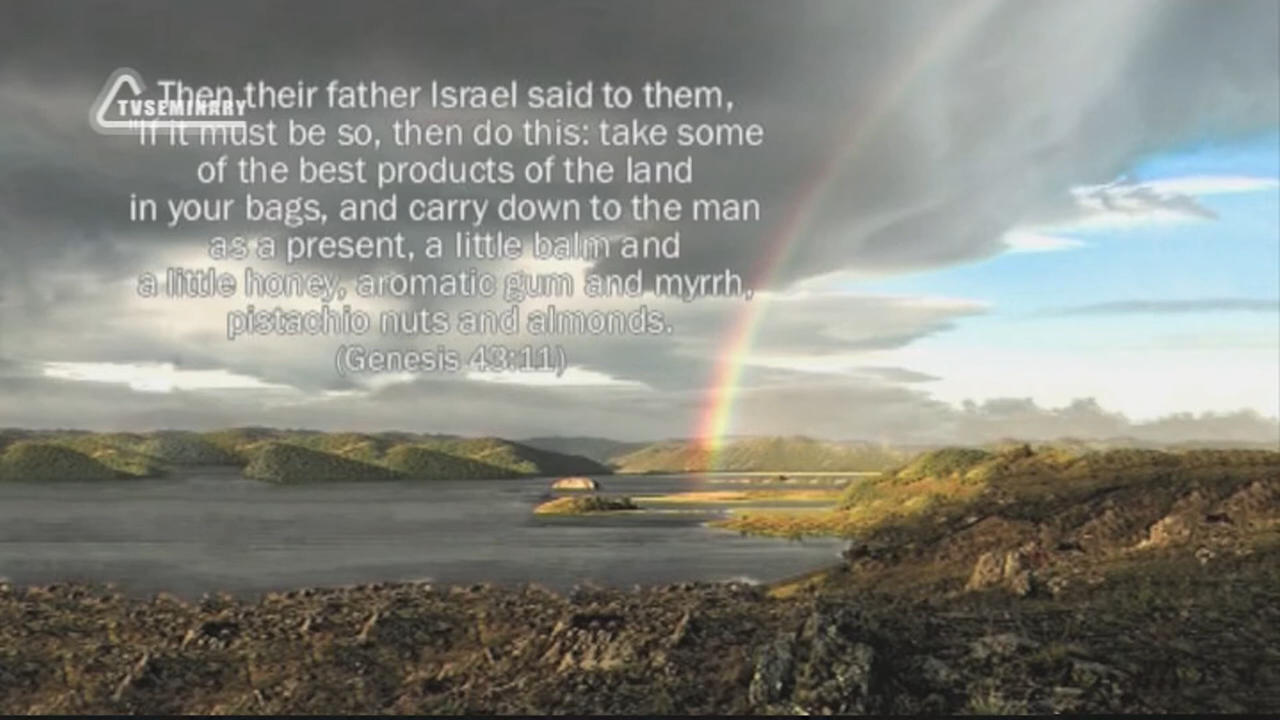 TVSEMINARY
Then their father Israel said to them,
"If it must be so, then do this: take some
of the best products of the land
in your bags, and carry down to the man
as a present, a little balm and
a little honey, aromatic gum and myrrh,
pistachio nuts and almonds.
(Genesis 43:11)